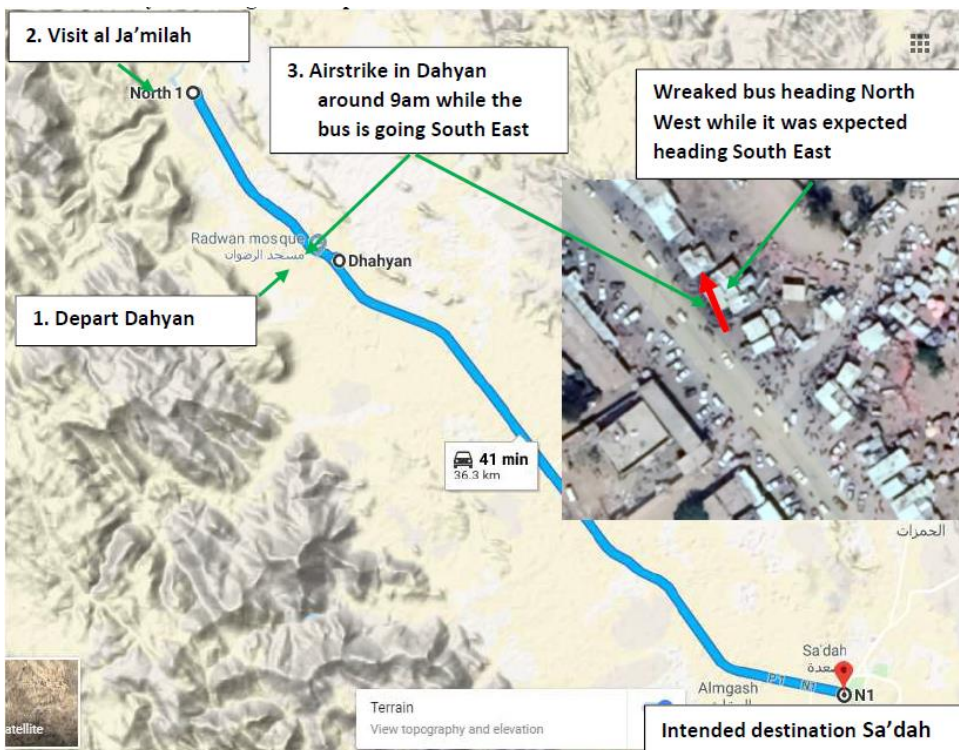 2. Visit al Ja’milah
North 1
3. Airstrike in Dahyan
around 9am while the
bus is going South East
Wreaked bus heading North
West while it was expected
heading South East
Radwan mosque
مسجد الرضوان
Dhahyan
1. Depart Dahyan
41 min
36.3 km
الحمزات
Sa'dah
صعدة
P1
N1
N1
Almgash
atellite
Terrain
View topography and elevation
Intended destination Sa’dah